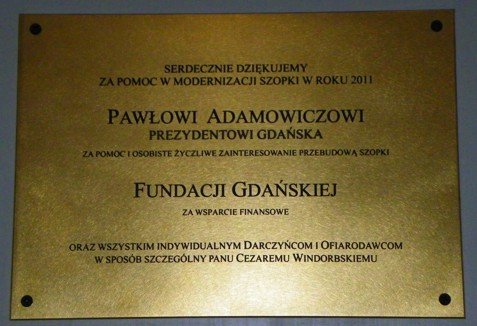 SERDECZNIE DZIĘKUJEMY
ZA POMOC W MODERNIZACJI SZOPKI W ROKU 2011
PAWŁOWI ADAMOWICZOWI
PREZYDENTOWI GDAŃSKA
ZA POMOC I OSOBISTE ŻYCZLIWE ZAINTERESOWANIE PRZEBUDOWĄ SZOPKI
FUNDACJI GDAŃSKIEJ
ZA WSPARCIE FINANSOWE
ORAZ WSZYSTKIM INDYWIDUALNYM DARCZYŃCOM I OFIARODAWCOM
W SPOSÓB SZCZEGÓLNY PANU CEZAREMU WINDORBSKIEMU